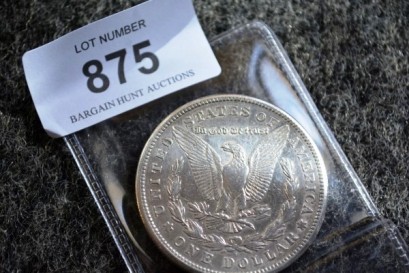 LOT NUMBER
875
BARGAIN HUNT AUCTIONS
UNITED STATES OF AMERICA
In God we trust
ONE DOLLAR